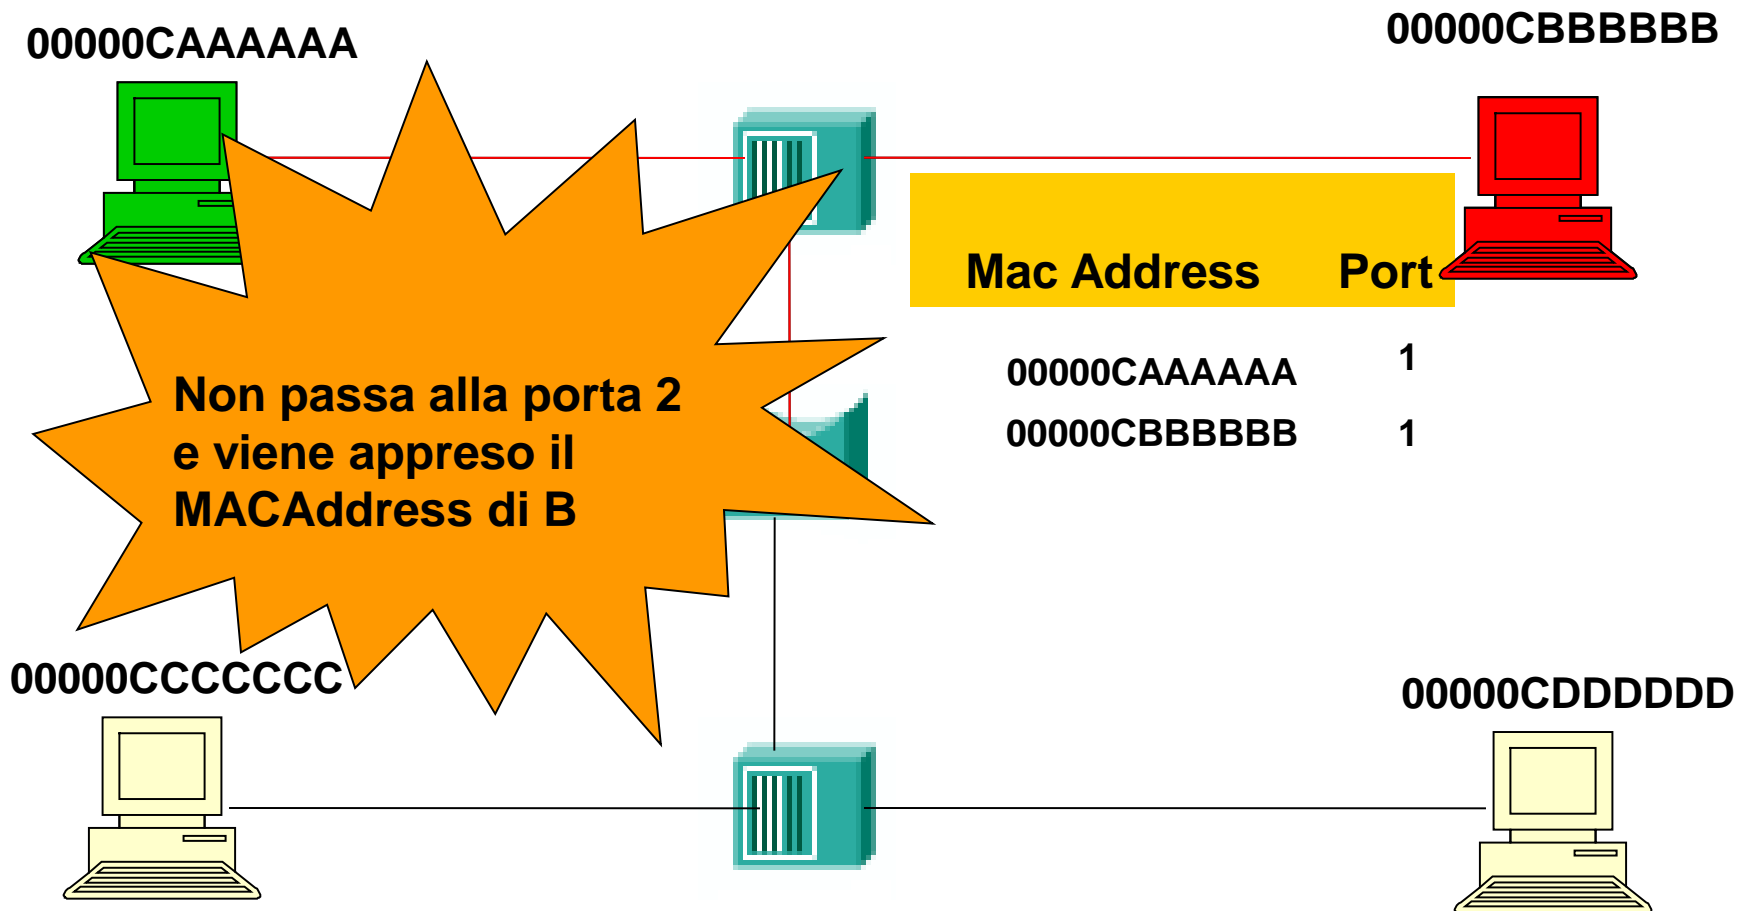 00000CAAAAAA
00000CBBBBBB
Mac Address Port
00000CAAAAAA 1
00000CBBBBBB 1
Non passa alla porta 2
e viene appreso il
MACAddress di B
00000CCCCCCC
00000CDDDDDD